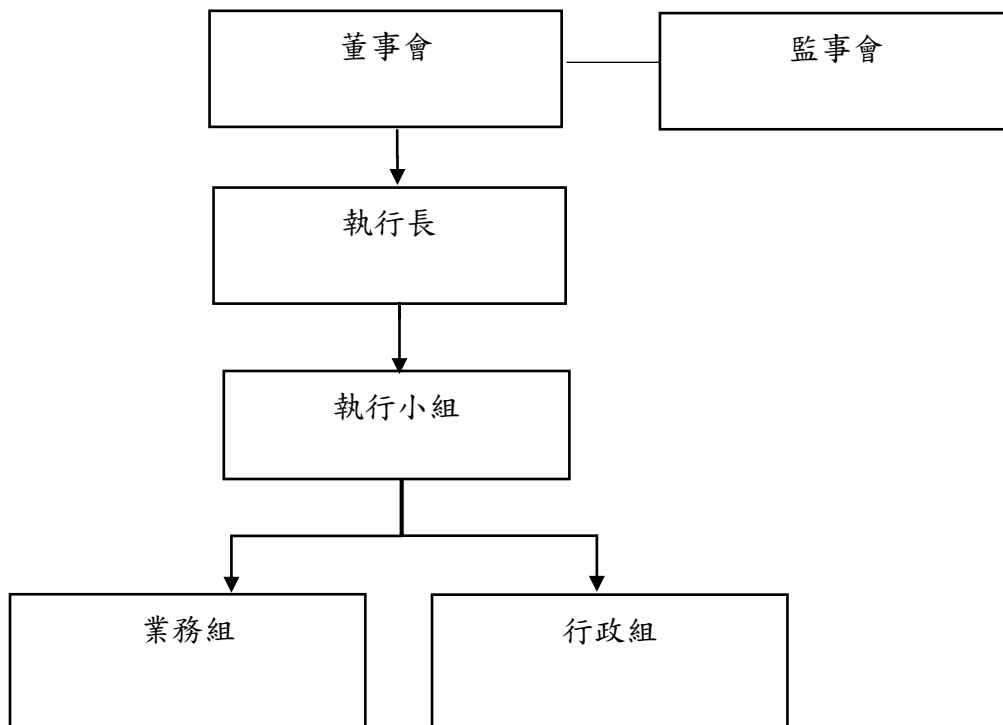 董事會
監事會
執行長
執行小組
業務組
行政組